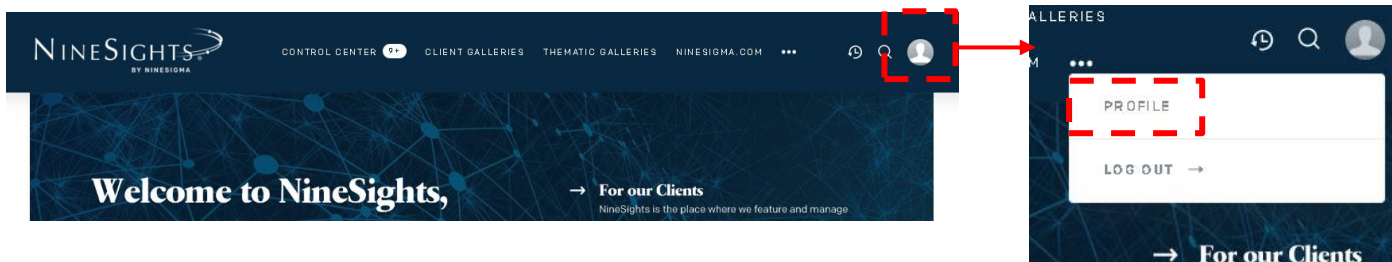 NINESIGHTS®
BY NINESIGMA
CONTROL CENTER 9+ CLIENT GALLERIES THEMATIC GALLERIES NINESIGMA.COM •••
Welcome to NineSights,
→ For our Clients
NineSights is the place where we feature and manage
ALLERIES
M •••
PROFILE
LOG OUT →
→ For our Clients